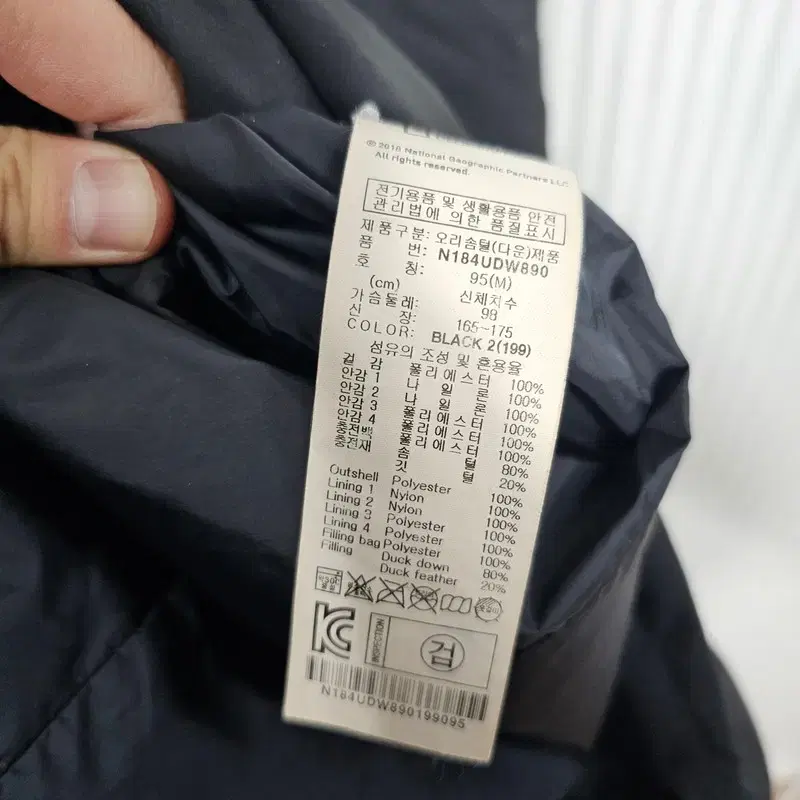 © 2016 National Geographic Partners LLC
All rights reserved.
전기용품 및 생활용품 안전
관리법에 의한 품질표시
제품구분: 오리솜털(다운)제품
품 번: N184UDW890
호 칭: 95(M)
(cm) 신체치수
가슴둘레: 98
신 장: 165~175
COLOR: BLACK 2(199)
섬유의 조성 및 혼용율
겉 감 폴리에스터 100%
안감 1 나 일 론 100%
안감 2 나 일 론 100%
안감 3 폴리에스터 100%
안감 4 폴리에스터 100%
충전백 폴리에스터 100%
충전재 솜 털 80%
깃 털 20%
Outshell Polyester 100%
Lining 1 Nylon 100%
Lining 2 Nylon 100%
Lining 3 Polyester 100%
Lining 4 Polyester 100%
Filling bag Polyester 100%
Filling Duck down 80%
Duck feather 20%
INSPECTION
검
N184UDW890199095